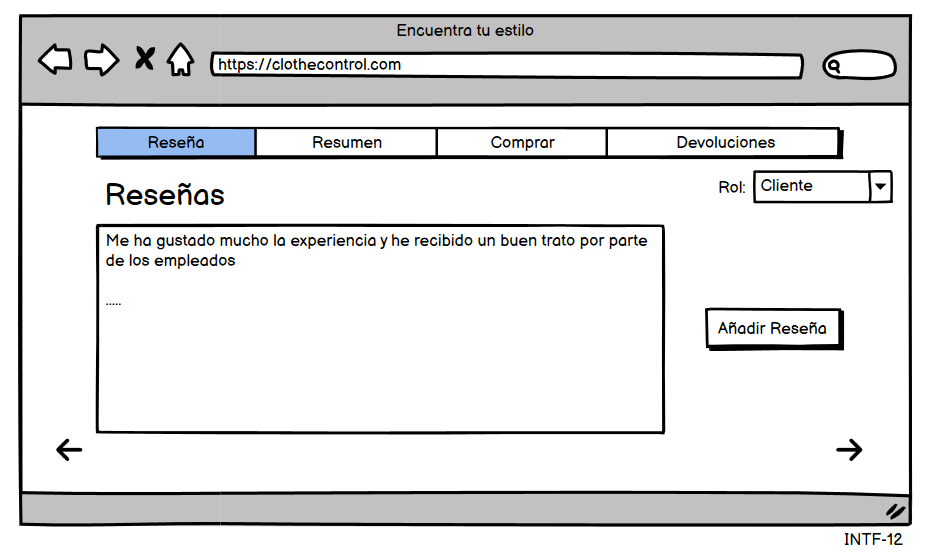 Encuentra tu estilo
https://clothecontrol.com
Reseña
Resumen
Comprar
Devoluciones
Reseñas
Rol:
Cliente
Me ha gustado mucho la experiencia y he recibido un buen trato por parte
de los empleados
.....
Añadir Reseña
INTF-12